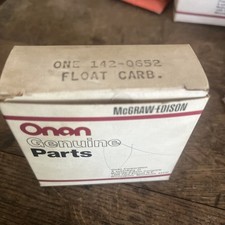 ONE 142-0652
FLOAT CARB.
McGRAW-EDISON
Onan
Genuine
Parts